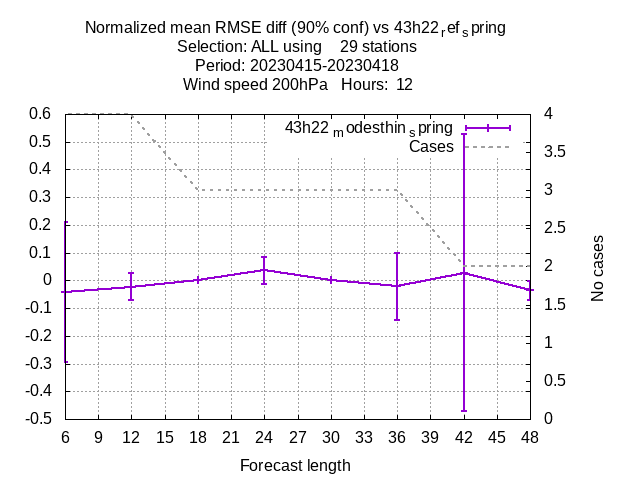 Normalized mean RMSE diff (90% conf) vs 43h22refspring
Selection: ALL using 29 stations
Period: 20230415-20230418
Wind speed 200hPa Hours: 12
43h22modesthinspring
Cases
0.6
0.5
0.4
0.3
0.2
0.1
0
-0.1
-0.2
-0.3
-0.4
-0.5
4
3.5
3
2.5
2
1.5
1
0.5
0
No cases
6 9 12 15 18 21 24 27 30 33 36 39 42 45 48
Forecast length